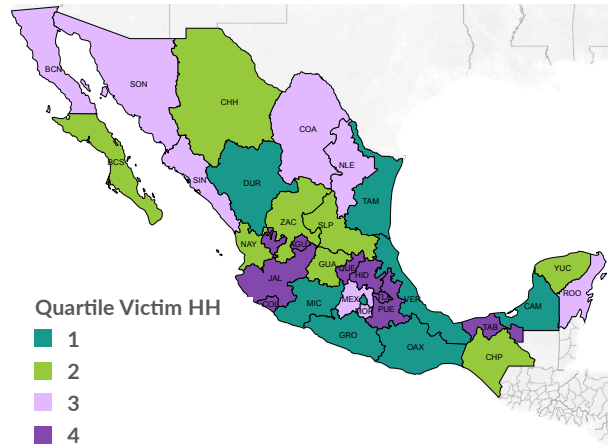 BCN
SON
CHH
COA
BCS
NLE
SIN
DUR
TAM
ZAC
SLP
NAY
AGU
GUA
QUE
HID
YUC
JAL
ROO
Quartile Victim HH
COL
MIC
MEX
TLA
VER
CAM
MOR
PUE
TAB
1
GRO
OAX
CHP
2
3
4